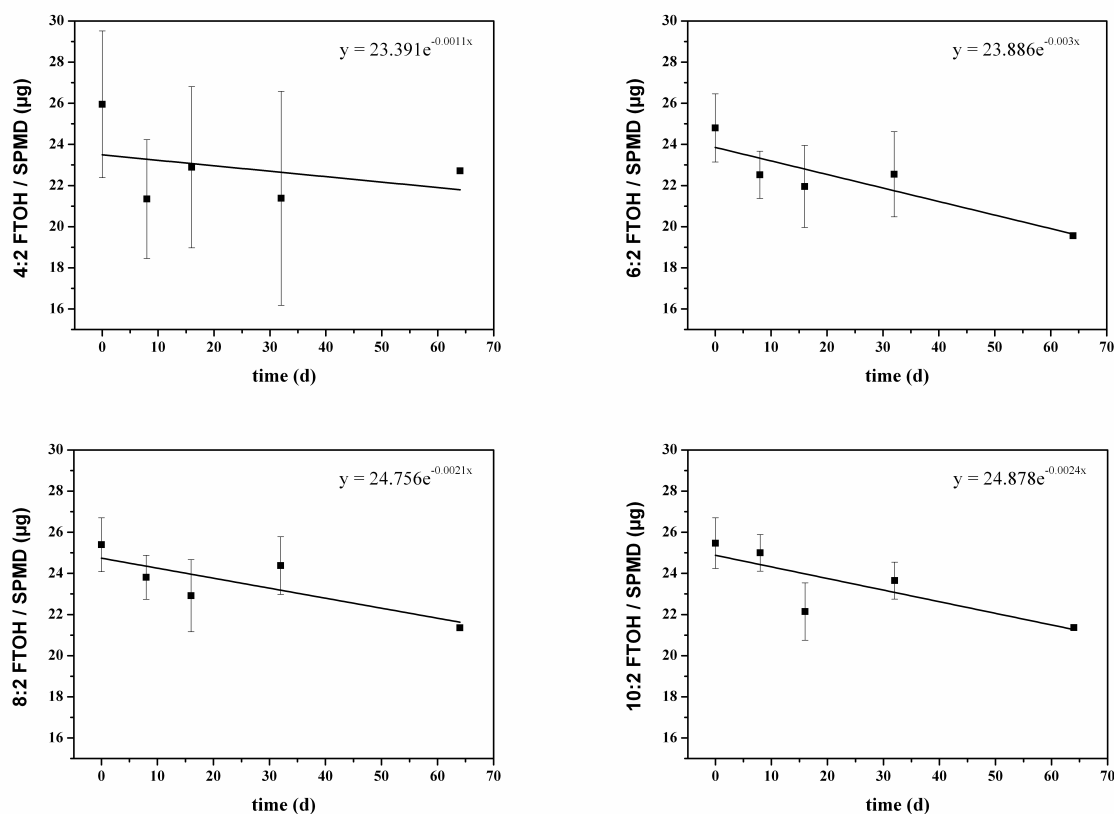 4:2 FTOH / SPMD (µg)
30
28
26
24
22
20
18
16
y = 23.391e^-0.0011x
0 10 20 30 40 50 60 70
time (d)
6:2 FTOH / SPMD (µg)
30
28
26
24
22
20
18
16
y = 23.886e^-0.003x
0 10 20 30 40 50 60 70
time (d)
8:2 FTOH / SPMD (µg)
30
28
26
24
22
20
18
16
y = 24.756e^-0.0021x
0 10 20 30 40 50 60 70
time (d)
10:2 FTOH / SPMD (µg)
30
28
26
24
22
20
18
16
y = 24.878e^-0.0024x
0 10 20 30 40 50 60 70
time (d)